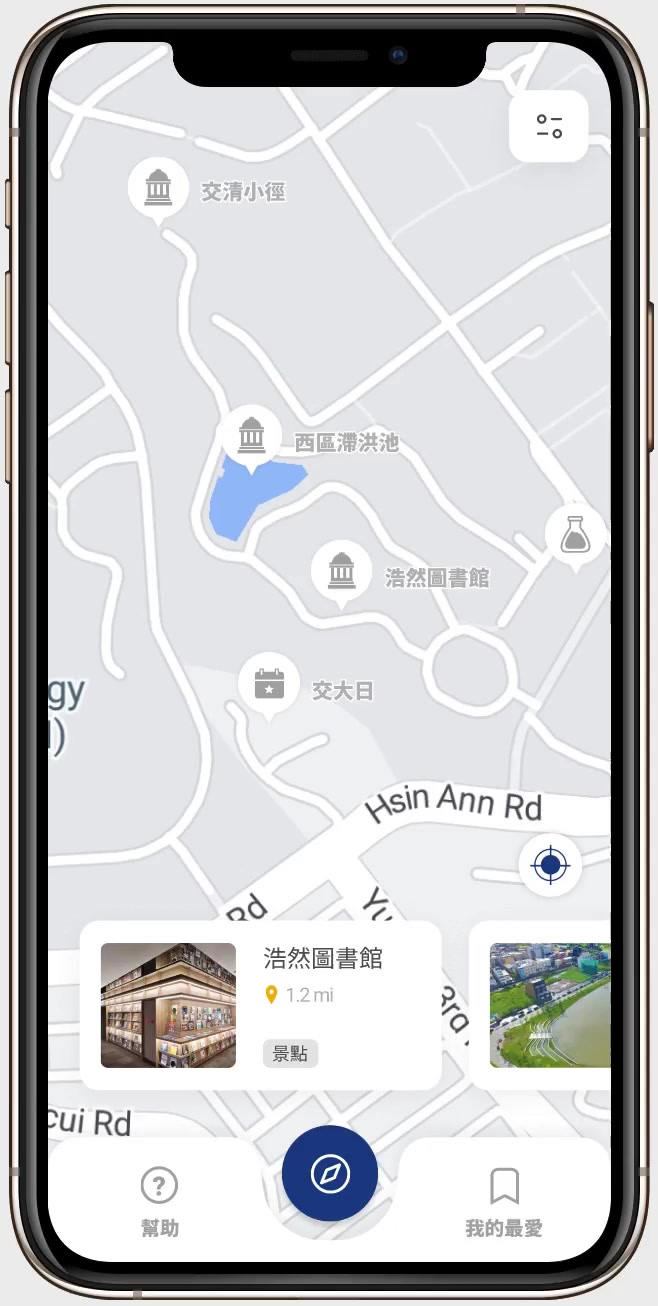 交清小徑
西區滯洪池
浩然圖書館
交大日
gy
Hsin Ann Rd
Rd
Yu
3rd
浩然圖書館
1.2 mi
景點
cui Rd
?
幫助
我的最愛